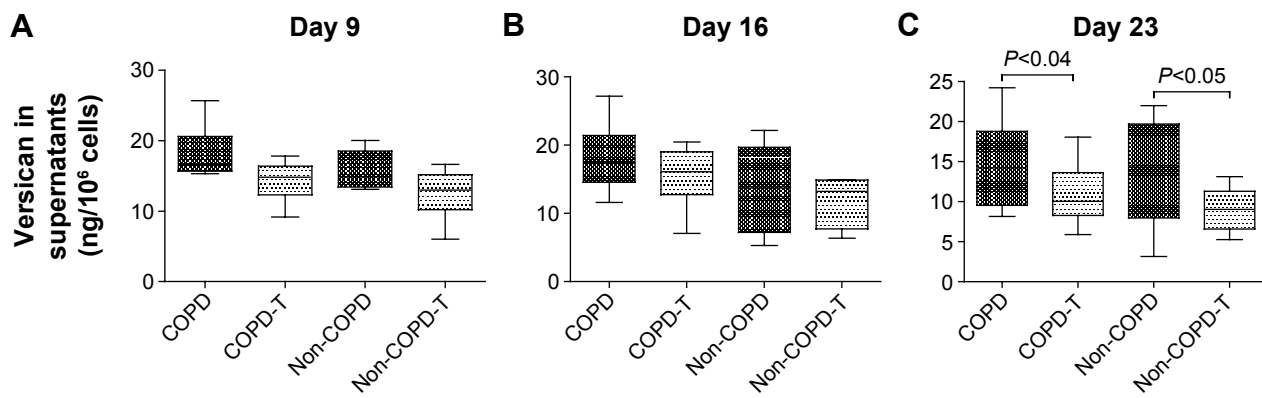 A
Day 9
B
Day 16
C
Day 23
Versican in
supernatants
(ng/10⁶ cells)
30
20
10
0
COPD
COPD-T
Non-COPD
Non-COPD-T
30
20
10
0
COPD
COPD-T
Non-COPD
Non-COPD-T
P<0.04
P<0.05
25
20
15
10
5
0
COPD
COPD-T
Non-COPD
Non-COPD-T